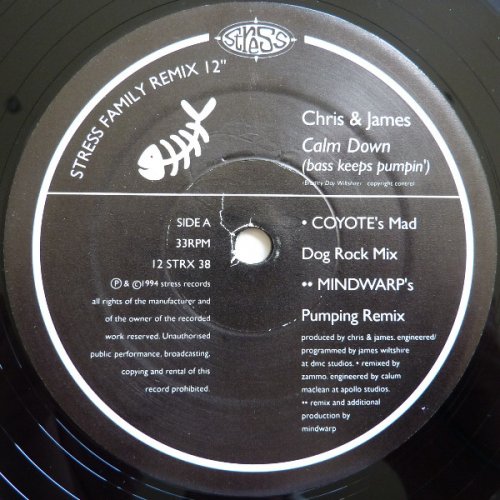 stress
STRESS FAMILY REMIX 12"
Chris & James
Calm Down
(bass keeps pumpin')
Bradley Day Wiltshire copyright control
SIDE A
33RPM
12 STRX 38
℗ & ©1994 stress records
all rights of the manufacturer and
of the owner of the recorded
work reserved. Unauthorised
public performance, broadcasting,
copying and rental of this
record prohibited.
• COYOTE's Mad
Dog Rock Mix
•• MINDWARP's
Pumping Remix
produced by chris & james. engineered/
programmed by james wiltshire
at dmc studios. • remixed by
zammo. engineered by calum
maclean at apollo studios.
•• remix and additional
production by
mindwarp